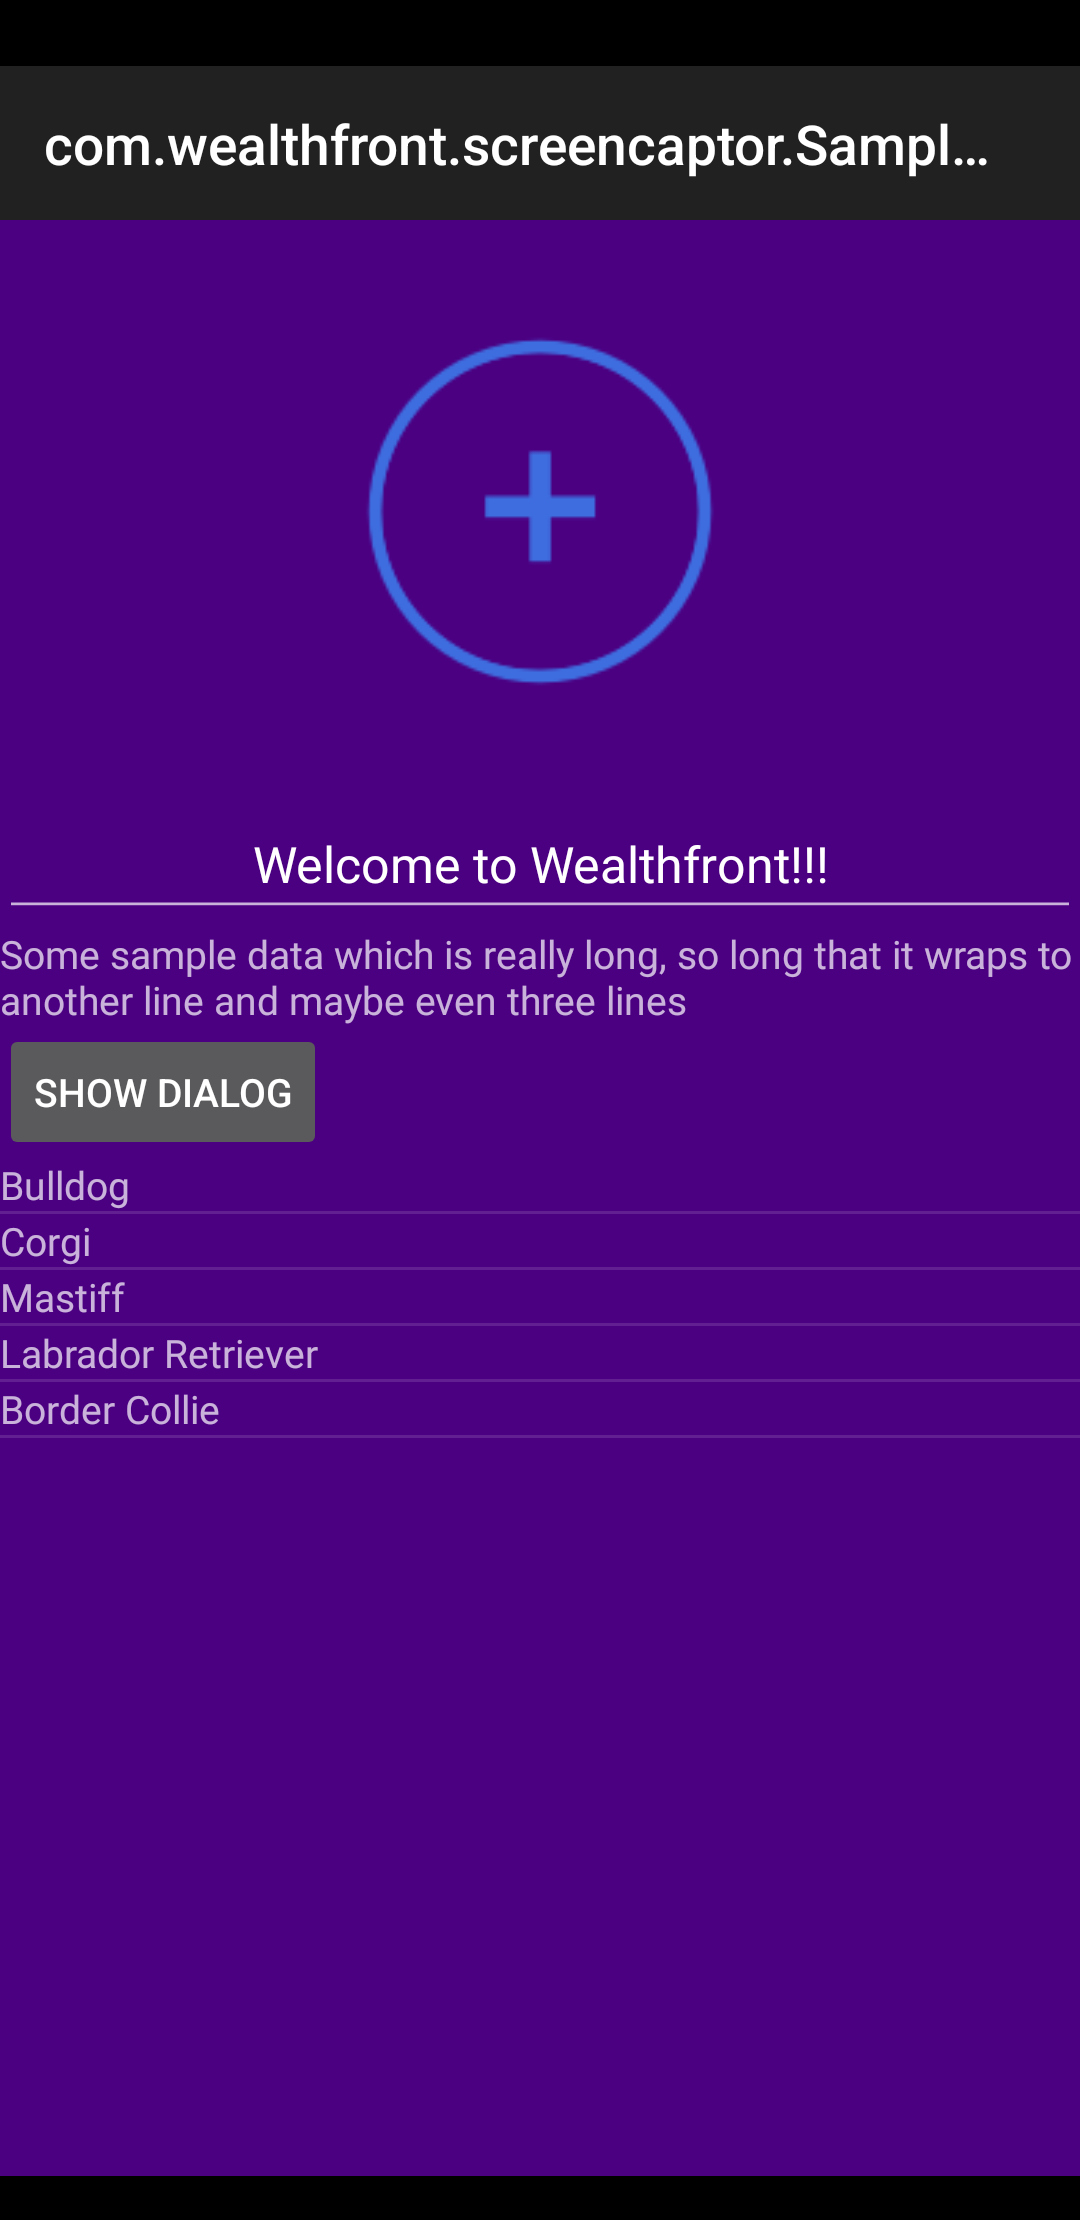 com.wealthfront.screencaptor.Sampl...
Welcome to Wealthfront!!!
Some sample data which is really long, so long that it wraps to
another line and maybe even three lines
SHOW DIALOG
Bulldog
Corgi
Mastiff
Labrador Retriever
Border Collie